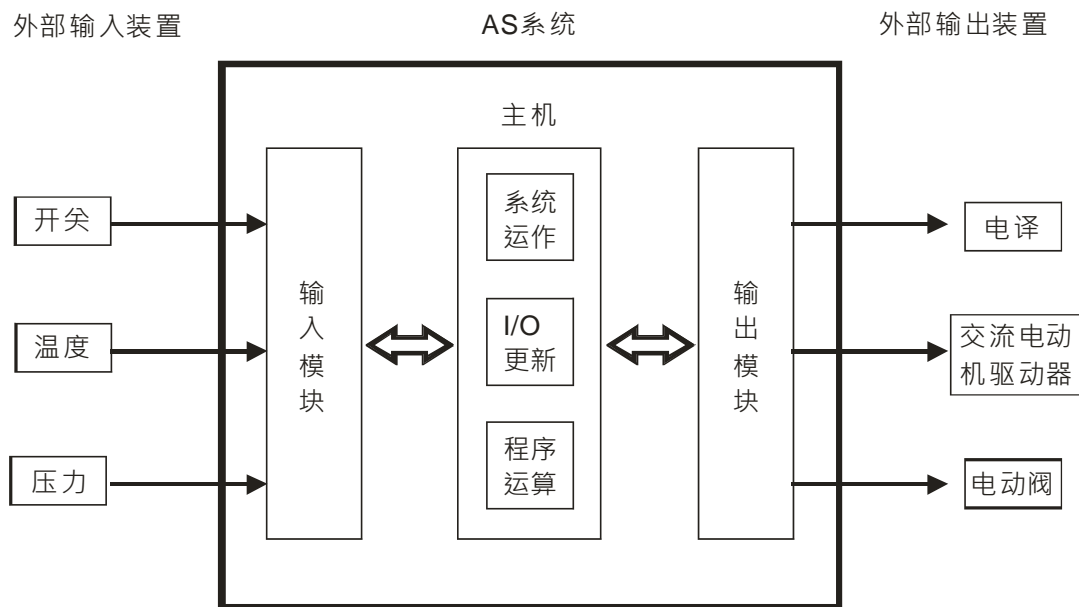 外部输入装置
AS系统
外部输出装置
主机
开关
温度
压力
输入模块
系统
运作
I/O
更新
程序
运算
输出模块
电译
交流电动
机驱动器
电动阀